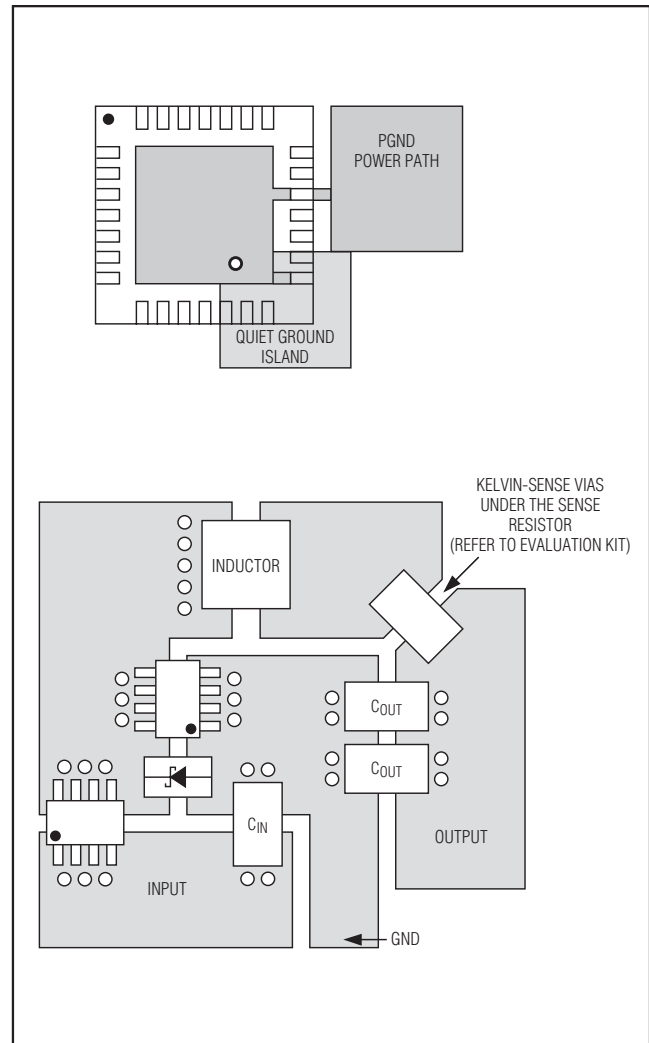 PGND
POWER PATH
QUIET GROUND
ISLAND
KELVIN-SENSE VIAS
UNDER THE SENSE
RESISTOR
(REFER TO EVALUATION KIT)
INDUCTOR
COUT
COUT
CIN
OUTPUT
INPUT
GND